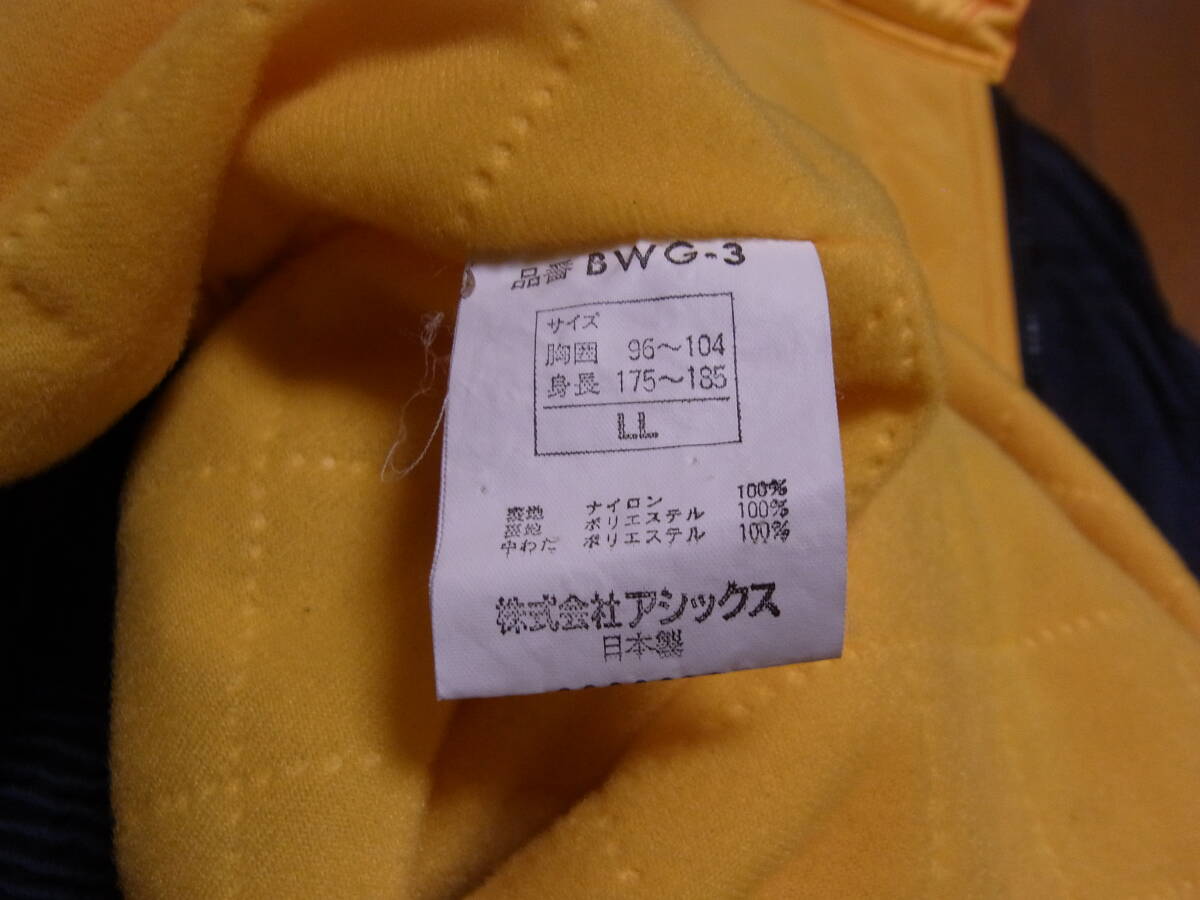 品番 BWG-3
サイズ
胸囲 96～104
身長 175～185
LL
表地 ナイロン 100%
裏地 ポリエステル 100%
中わた ポリエステル 100%
株式会社アシックス
日本製